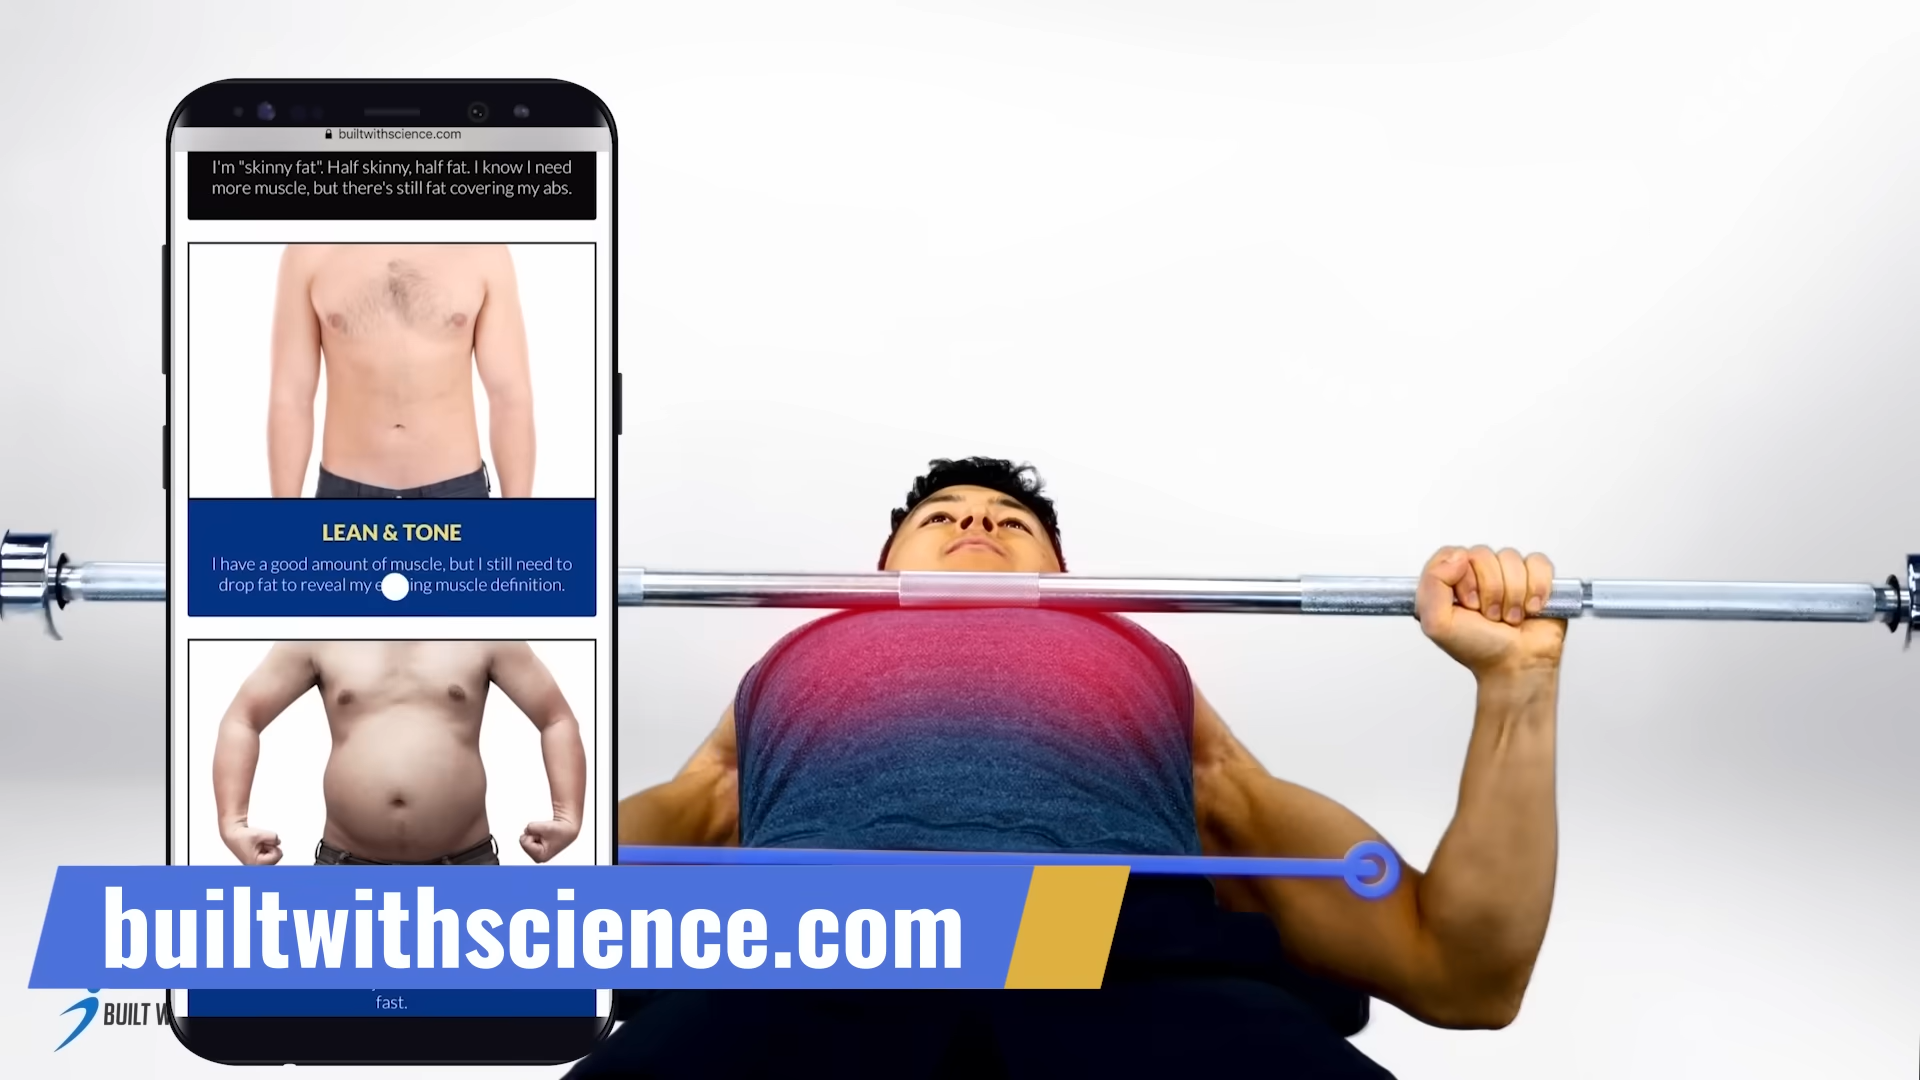 builtwithscience.com
I'm "skinny fat". Half skinny, half fat. I know I need
more muscle, but there's still fat covering my abs.
LEAN & TONE
I have a good amount of muscle, but I still need to
drop fat to reveal my muscle definition.
builtwithscience.com
fast.
BUILT